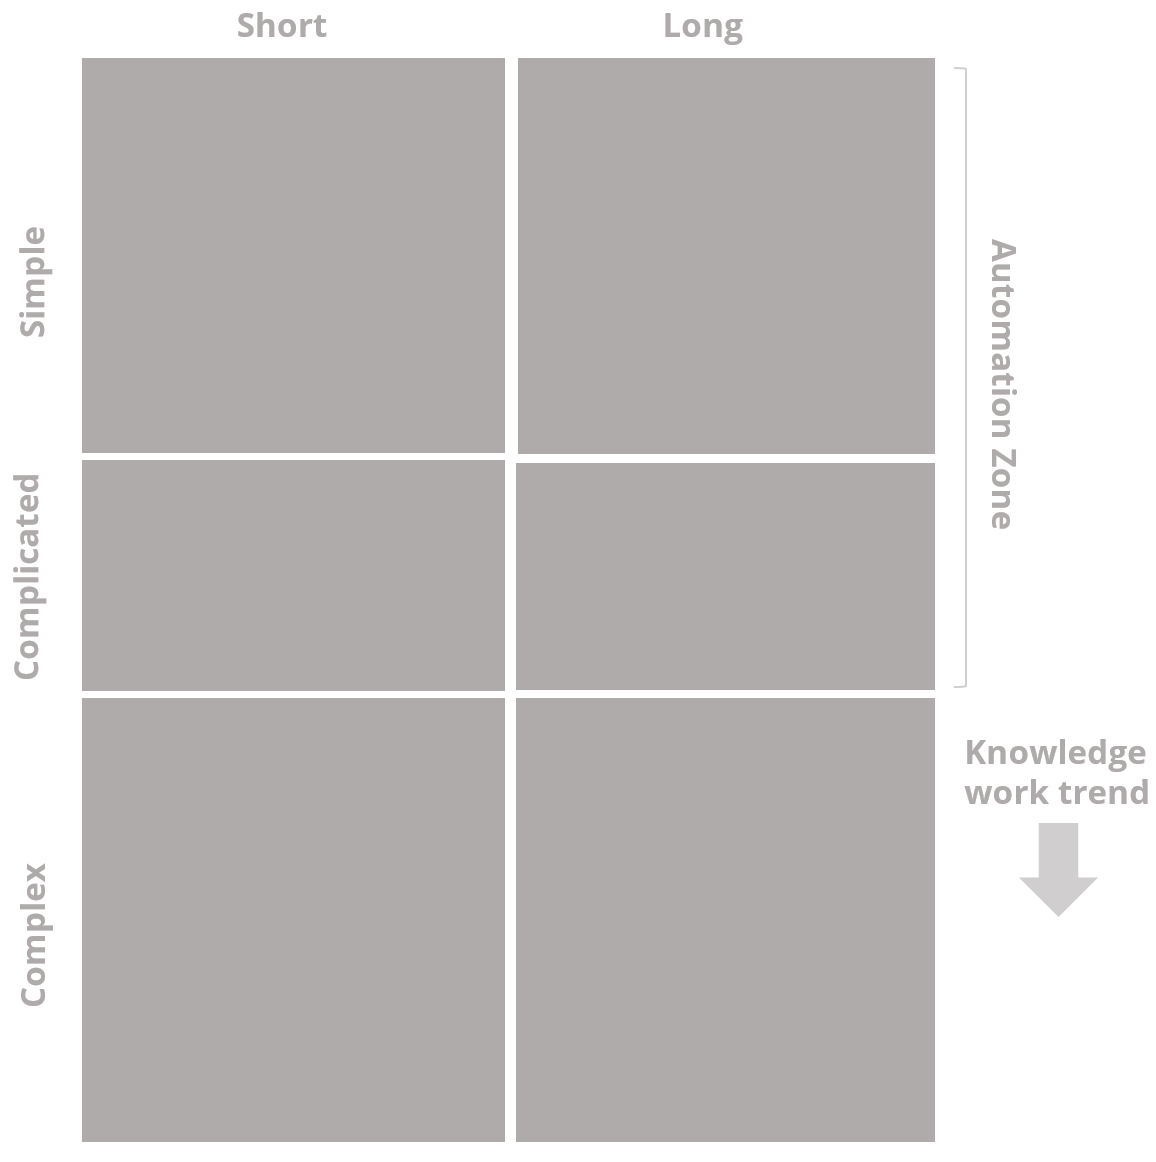 Short
Long
Simple
Automation Zone
Complicated
Knowledge
work trend
Complex